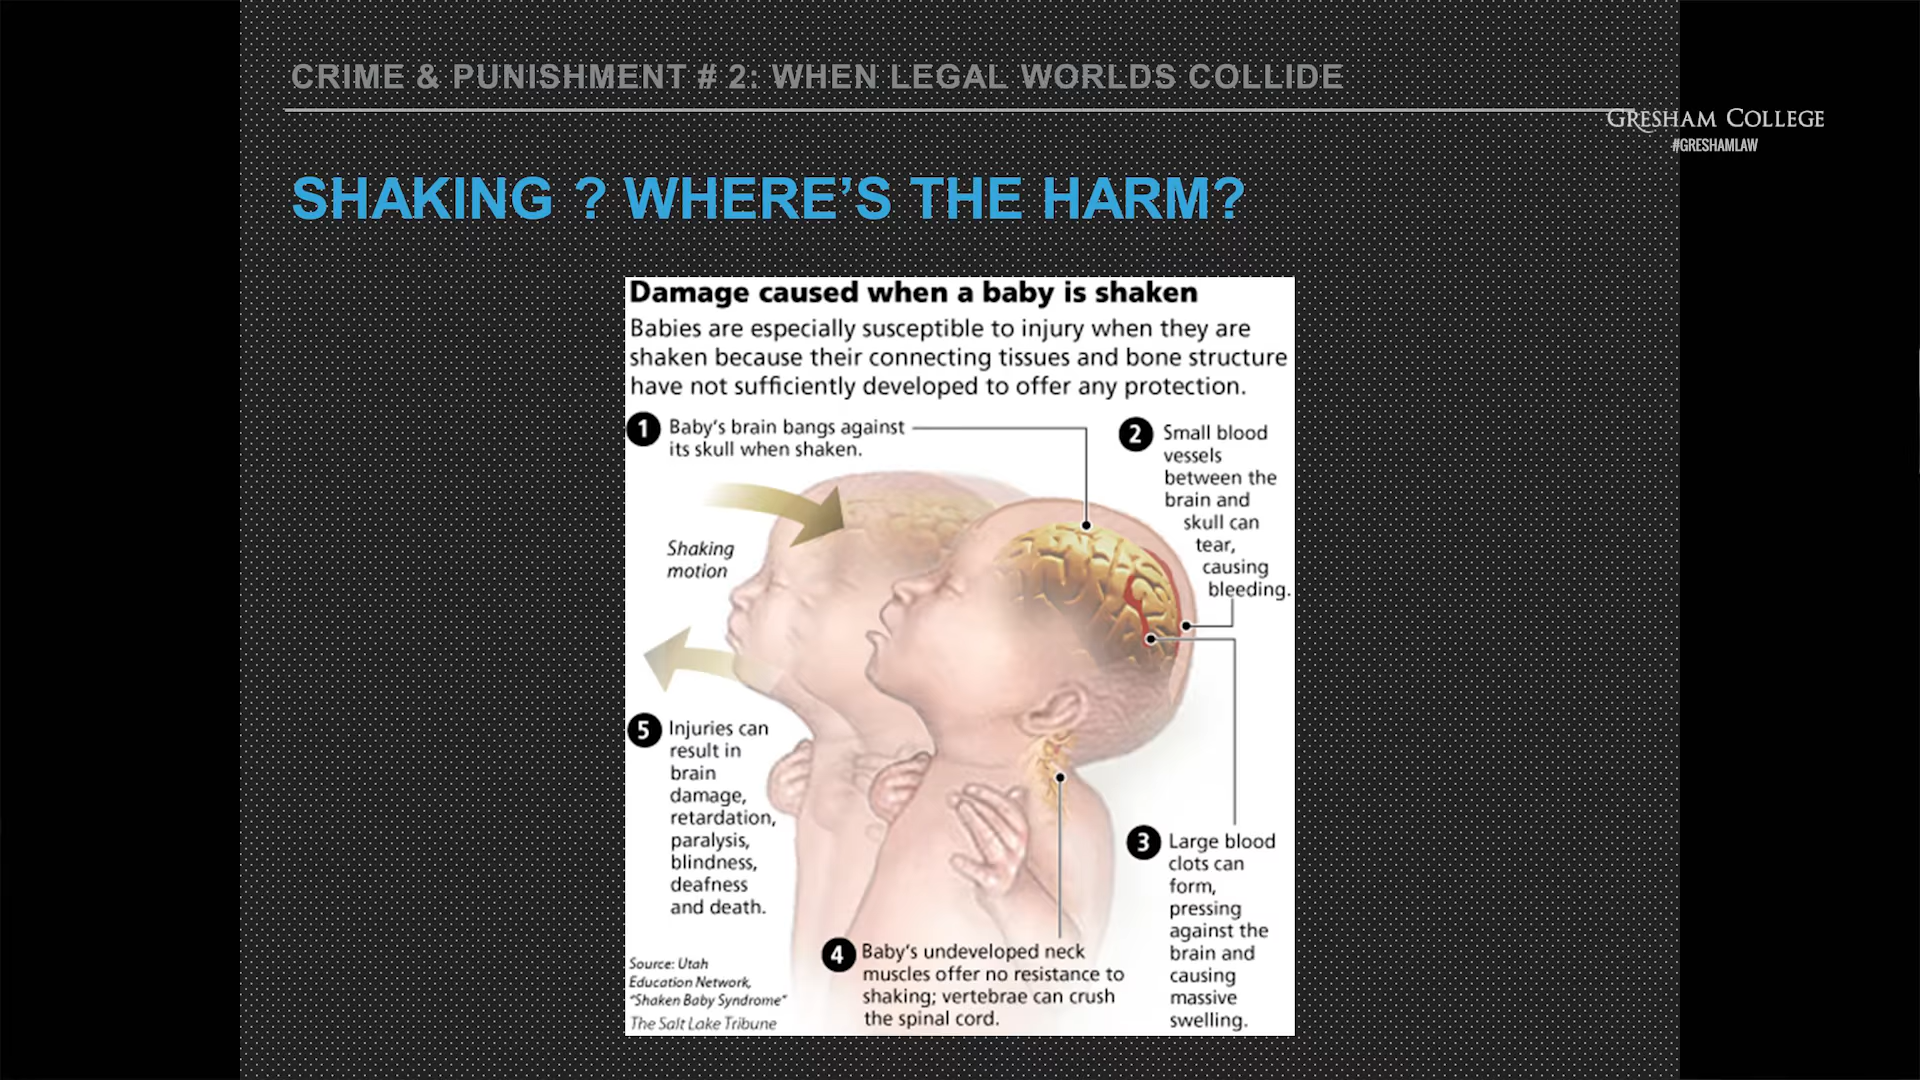 CRIME & PUNISHMENT # 2: WHEN LEGAL WORLDS COLLIDE
GRESHAM COLLEGE
#GRESHAMLAW
SHAKING ? WHERE’S THE HARM?
Damage caused when a baby is shaken
Babies are especially susceptible to injury when they are
shaken because their connecting tissues and bone structure
have not sufficiently developed to offer any protection.
1 Baby’s brain bangs against
its skull when shaken.
2 Small blood
vessels
between the
brain and
skull can
tear,
causing
bleeding.
Shaking
motion
5 Injuries can
result in
brain
damage,
retardation,
paralysis,
blindness,
deafness
and death.
3 Large blood
clots can
form,
pressing
against the
brain and
causing
massive
swelling.
4 Baby’s undeveloped neck
muscles offer no resistance to
shaking; vertebrae can crush
the spinal cord.
Source: Utah
Education Network,
“Shaken Baby Syndrome”
The Salt Lake Tribune